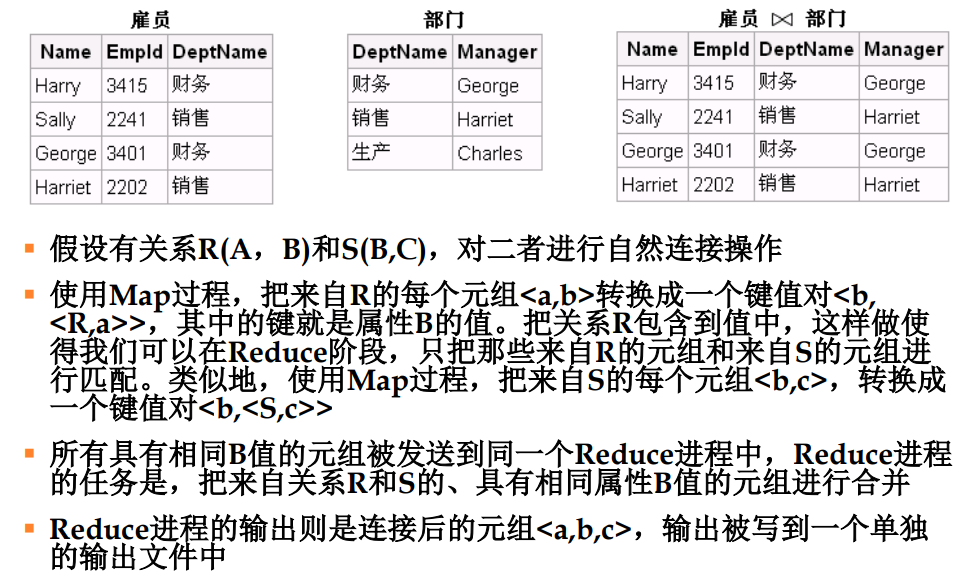 雇员
Name EmpId DeptName
Harry 3415 财务
Sally 2241 销售
George 3401 财务
Harriet 2202 销售
部门
DeptName Manager
财务 George
销售 Harriet
生产 Charles
雇员 ⋈ 部门
Name EmpId DeptName Manager
Harry 3415 财务 George
Sally 2241 销售 Harriet
George 3401 财务 George
Harriet 2202 销售 Harriet
假设有关系R(A，B)和S(B,C)，对二者进行自然连接操作
使用Map过程，把来自R的每个元组<a,b>转换成一个键值对<b,
<R,a>>，其中的键就是属性B的值。把关系R包含到值中，这样做使
得我们可以在Reduce阶段，只把那些来自R的元组和来自S的元组进
行匹配。类似地，使用Map过程，把来自S的每个元组<b,c>，转换成
一个键值对<b,<S,c>>
所有具有相同B值的元组被发送到同一个Reduce进程中，Reduce进程
的任务是，把来自关系R和S的、具有相同属性B值的元组进行合并
Reduce进程的输出则是连接后的元组<a,b,c>，输出被写到一个单独
的输出文件中